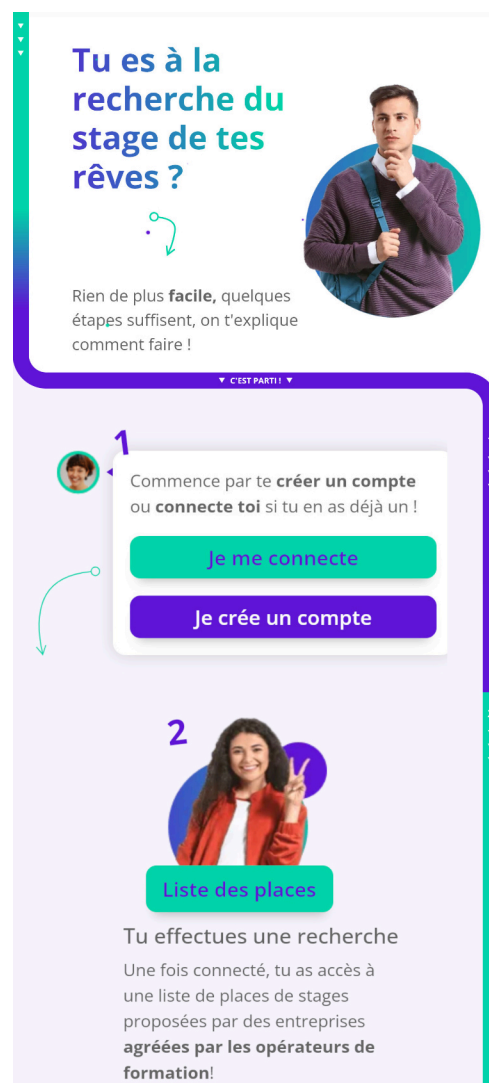 Tu es à la
recherche du
stage de tes
rêves ?
Rien de plus facile, quelques
étapes suffisent, on t'explique
comment faire !
▼ C'EST PARTI ! ▼
1
Commence par te créer un compte
ou connecte toi si tu en as déjà un !
Je me connecte
Je crée un compte
2
Liste des places
Tu effectues une recherche
Une fois connecté, tu as accès à
une liste de places de stages
proposées par des entreprises
agréées par les opérateurs de
formation!